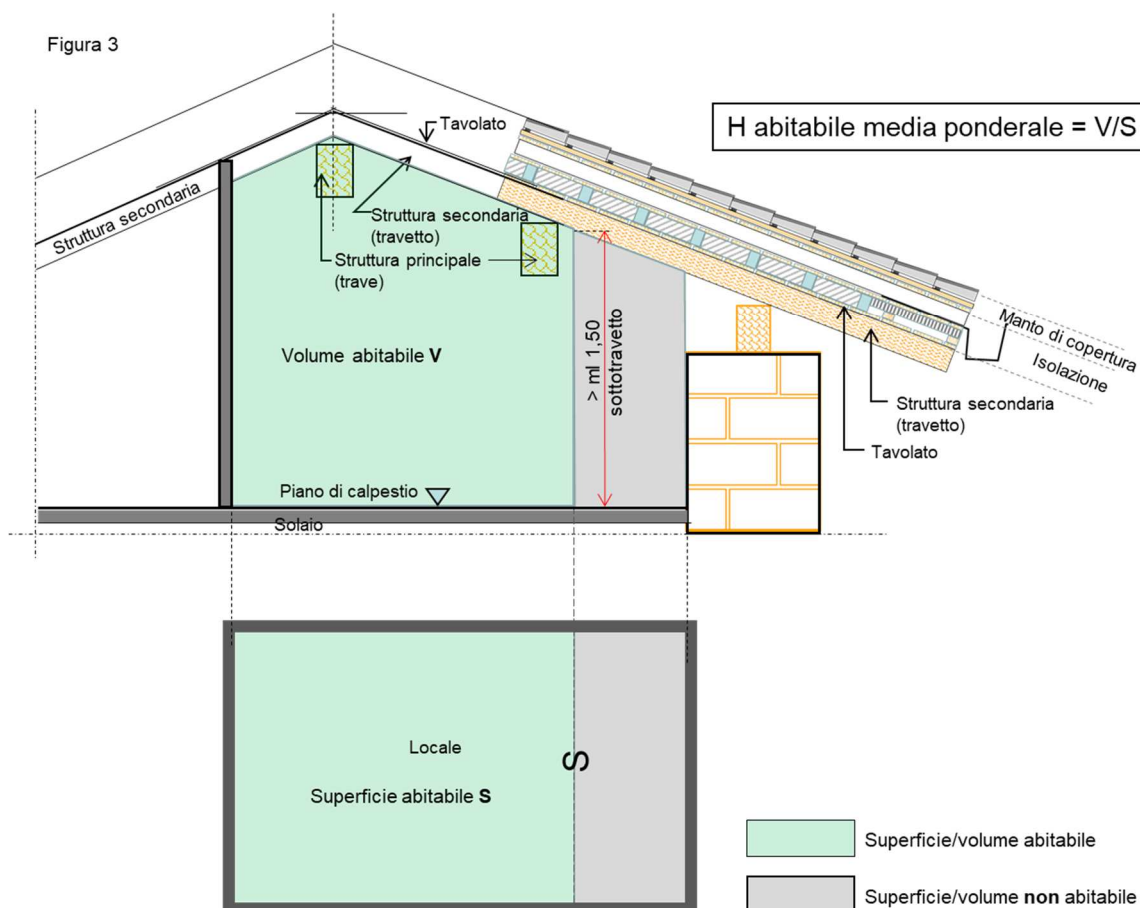 Figura 3
Tavolato
H abitabile media ponderale = V/S
Struttura secondaria
Struttura secondaria
(travetto)
Struttura principale
(trave)
Volume abitabile V
> ml 1,50
sottotravetto
Manto di copertura
Isolazione
Struttura secondaria
(travetto)
Tavolato
Piano di calpestio
Solaio
Locale
S
Superficie abitabile S
Superficie/volume abitabile
Superficie/volume non abitabile